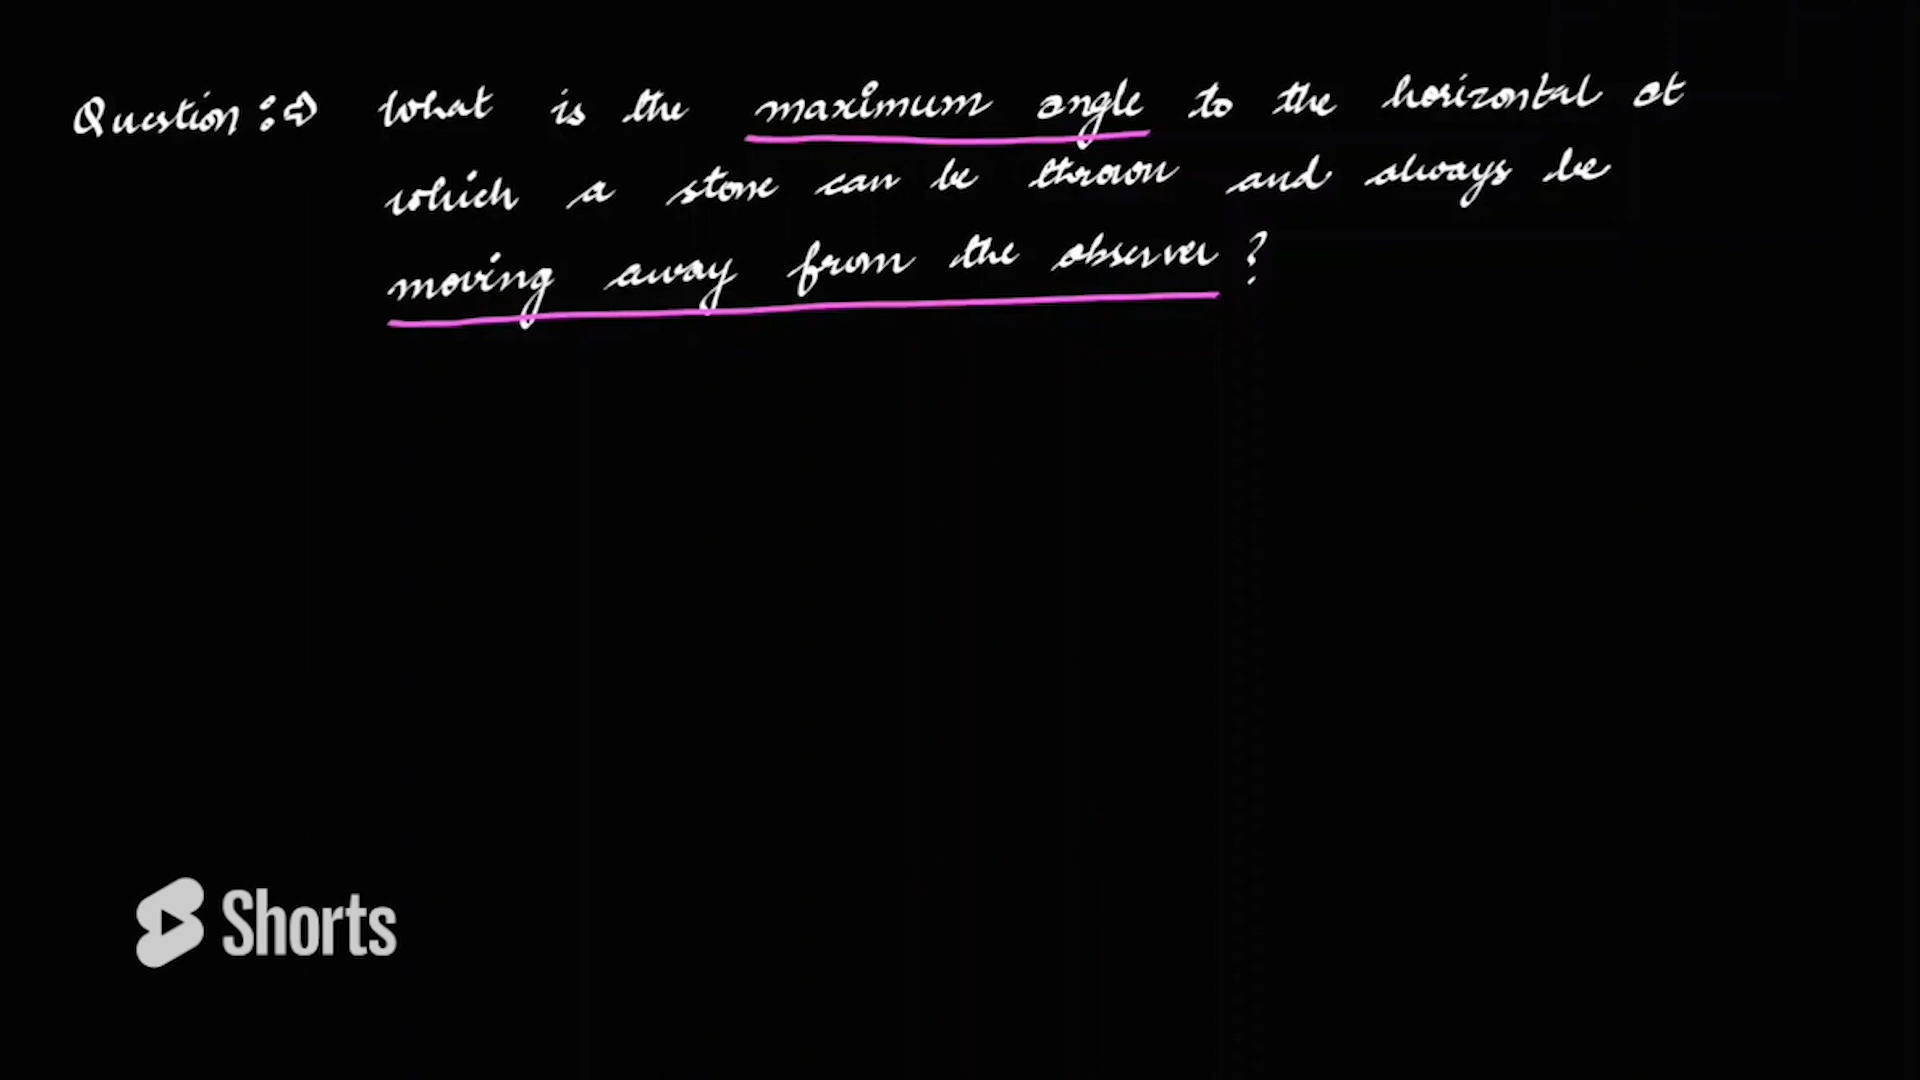 Question :⇨ What is the maximum angle to the horizontal at
which a stone can be thrown and always be
moving away from the observer ?
Shorts